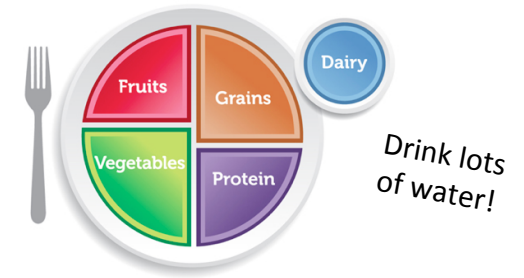 Fruits
Grains
Dairy
Vegetables
Protein
Drink lots
of water!